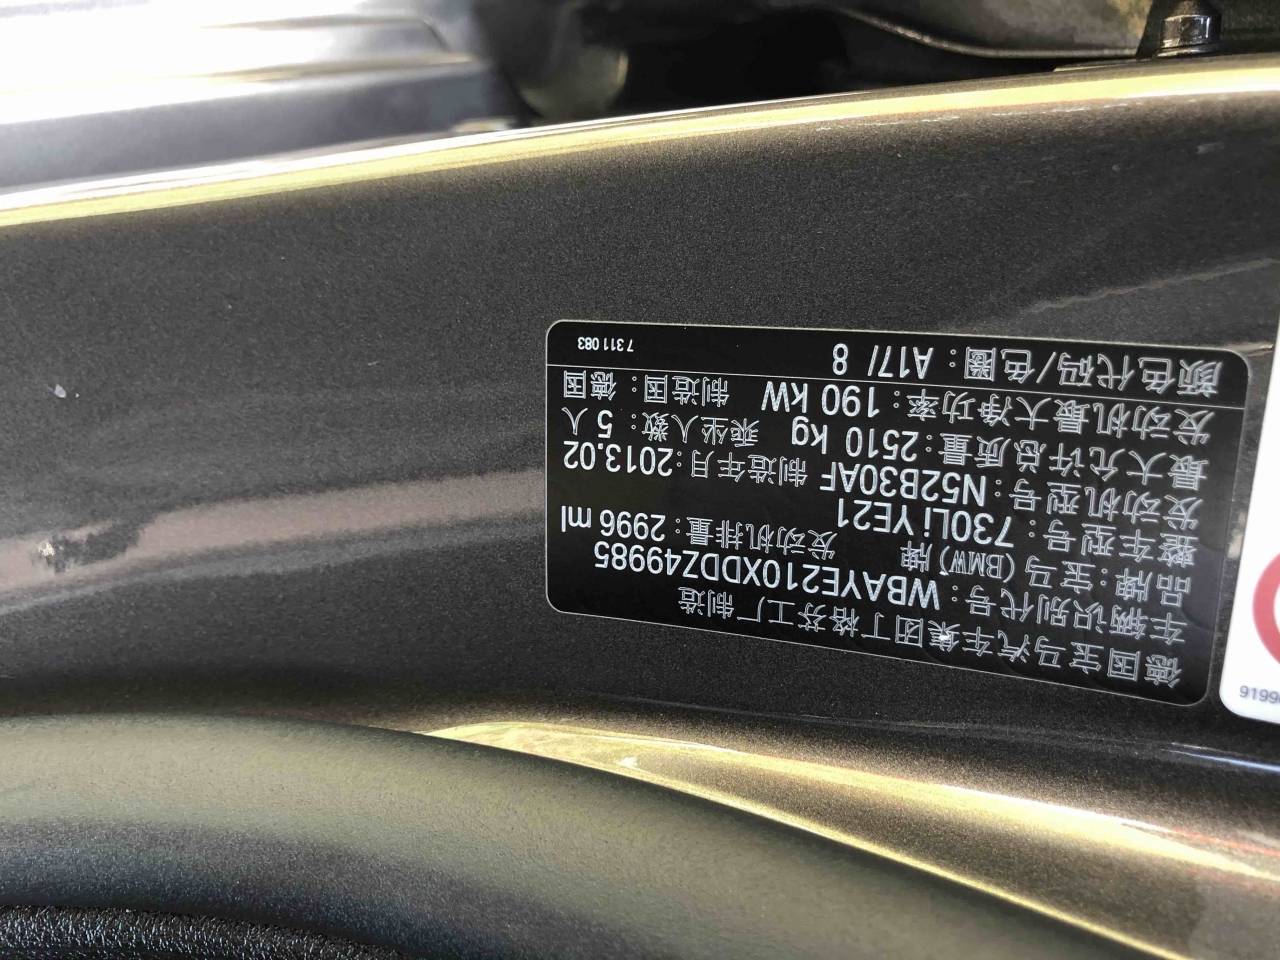 德国宝马汽车集团丁格芬工厂 制造
车辆识别代号：WBAYE210XDDZ49985
品牌：宝马(BMW)牌 发动机排量：2996 ml
整车型号：730Li YE21
发动机型号：N52B30AF 制造年月：2013.02
最大允许总质量：2510 kg 乘坐人数：5 人
发动机最大净功率：190 kW 制造国：德国
颜色代码/色圈：A17/ 8 7 311 083